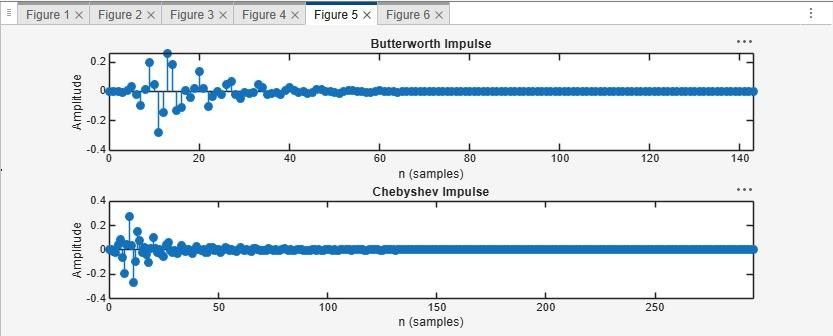 Figure 1 × Figure 2 × Figure 3 × Figure 4 × Figure 5 × Figure 6 ×
Butterworth Impulse
0.2
0
-0.2
-0.4
Amplitude
0 20 40 60 80 100 120 140
n (samples)
Chebyshev Impulse
0.4
0.2
0
-0.2
-0.4
Amplitude
0 50 100 150 200 250
n (samples)